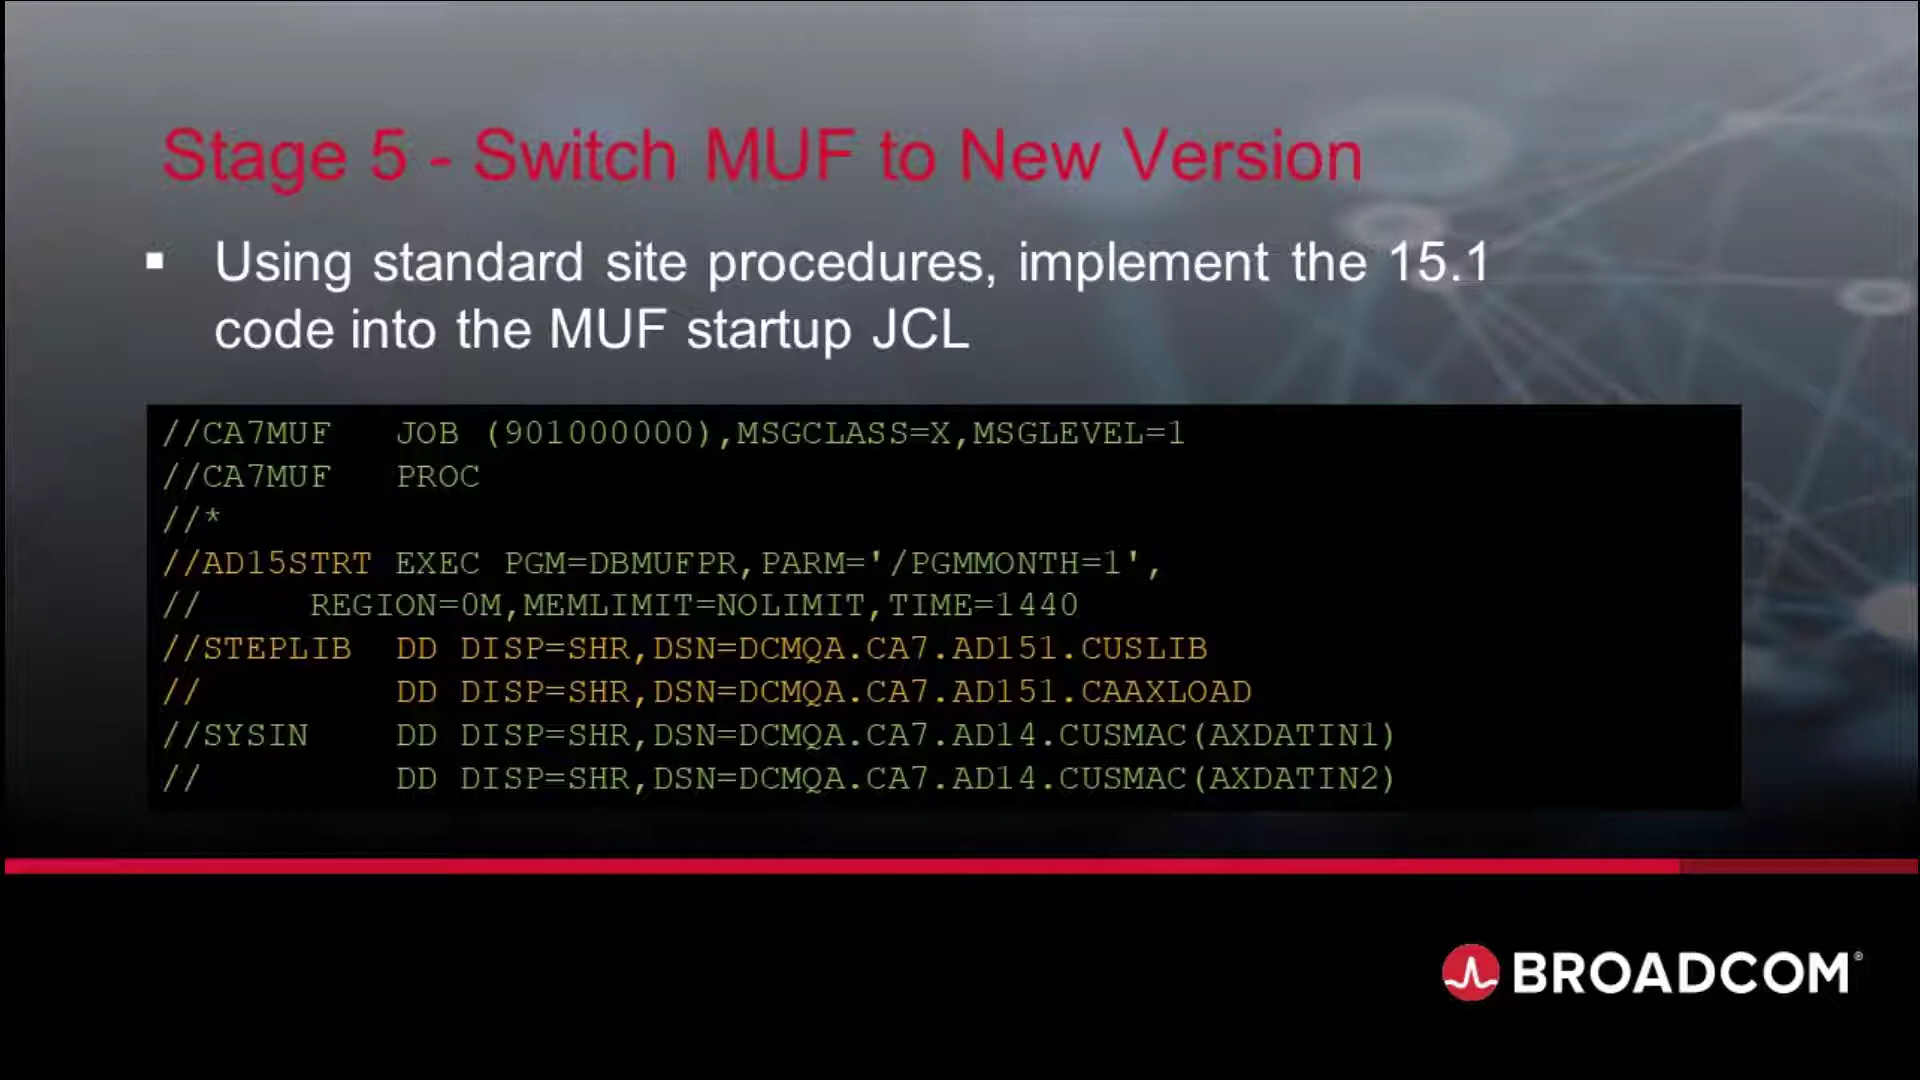 Stage 5 - Switch MUF to New Version
▪ Using standard site procedures, implement the 15.1
code into the MUF startup JCL
//CA7MUF   JOB (901000000),MSGCLASS=X,MSGLEVEL=1
//CA7MUF   PROC
//*
//AD15STRT EXEC PGM=DBMUFPR,PARM='/PGMMONTH=1',
//     REGION=0M,MEMLIMIT=NOLIMIT,TIME=1440
//STEPLIB  DD DISP=SHR,DSN=DCMQA.CA7.AD151.CUSLIB
//         DD DISP=SHR,DSN=DCMQA.CA7.AD151.CAAXLOAD
//SYSIN    DD DISP=SHR,DSN=DCMQA.CA7.AD14.CUSMAC(AXDATIN1)
//         DD DISP=SHR,DSN=DCMQA.CA7.AD14.CUSMAC(AXDATIN2)
BROADCOM®